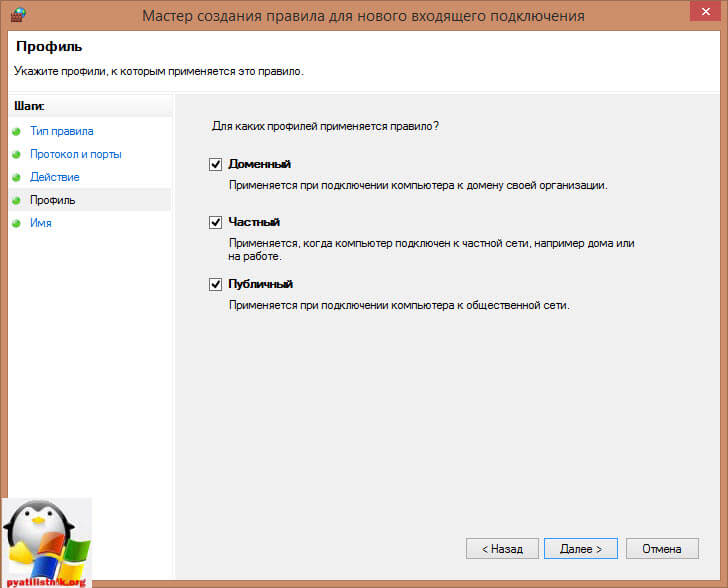 Мастер создания правила для нового входящего подключения
Профиль
Укажите профили, к которым применяется это правило.
Шаги:
Тип правила
Протокол и порты
Действие
Профиль
Имя
Для каких профилей применяется правило?
Доменный
Применяется при подключении компьютера к домену своей организации.
Частный
Применяется, когда компьютер подключен к частной сети, например дома или
на работе.
Публичный
Применяется при подключении компьютера к общественной сети.
< Назад
Далее >
Отмена
pyatilistnik.org